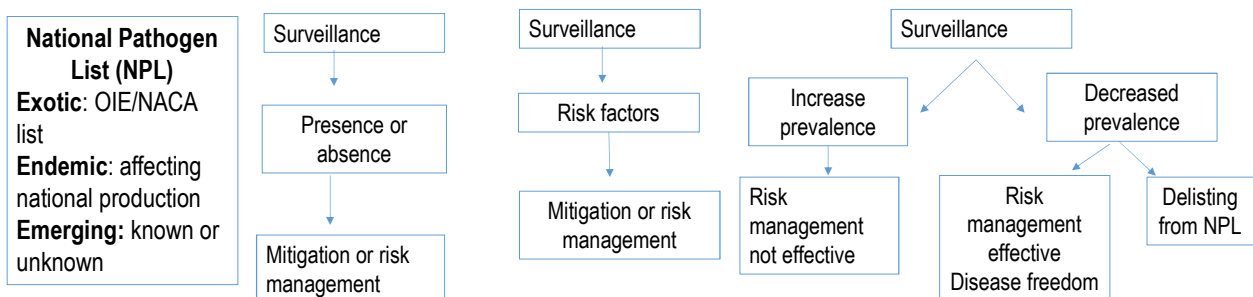 National Pathogen
List (NPL)
Exotic: OIE/NACA
list
Endemic: affecting
national production
Emerging: known or
unknown
Surveillance
Presence or
absence
Mitigation or risk
management
Surveillance
Risk factors
Mitigation or risk
management
Surveillance
Increase
prevalence
Risk
management
not effective
Decreased
prevalence
Risk
management
effective
Disease freedom
Delisting
from NPL